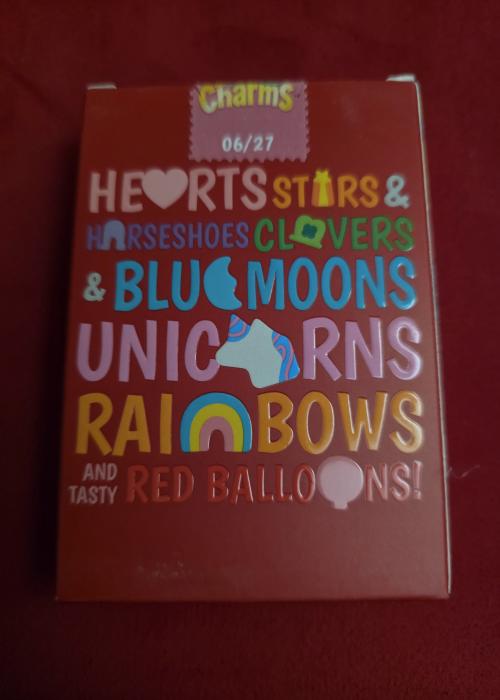 Charms
06/27
HEARTS STARS &
HORSESHOES CLOVERS
& BLUE MOONS
UNICORNS
RAINBOWS
AND TASTY RED BALLOONS!